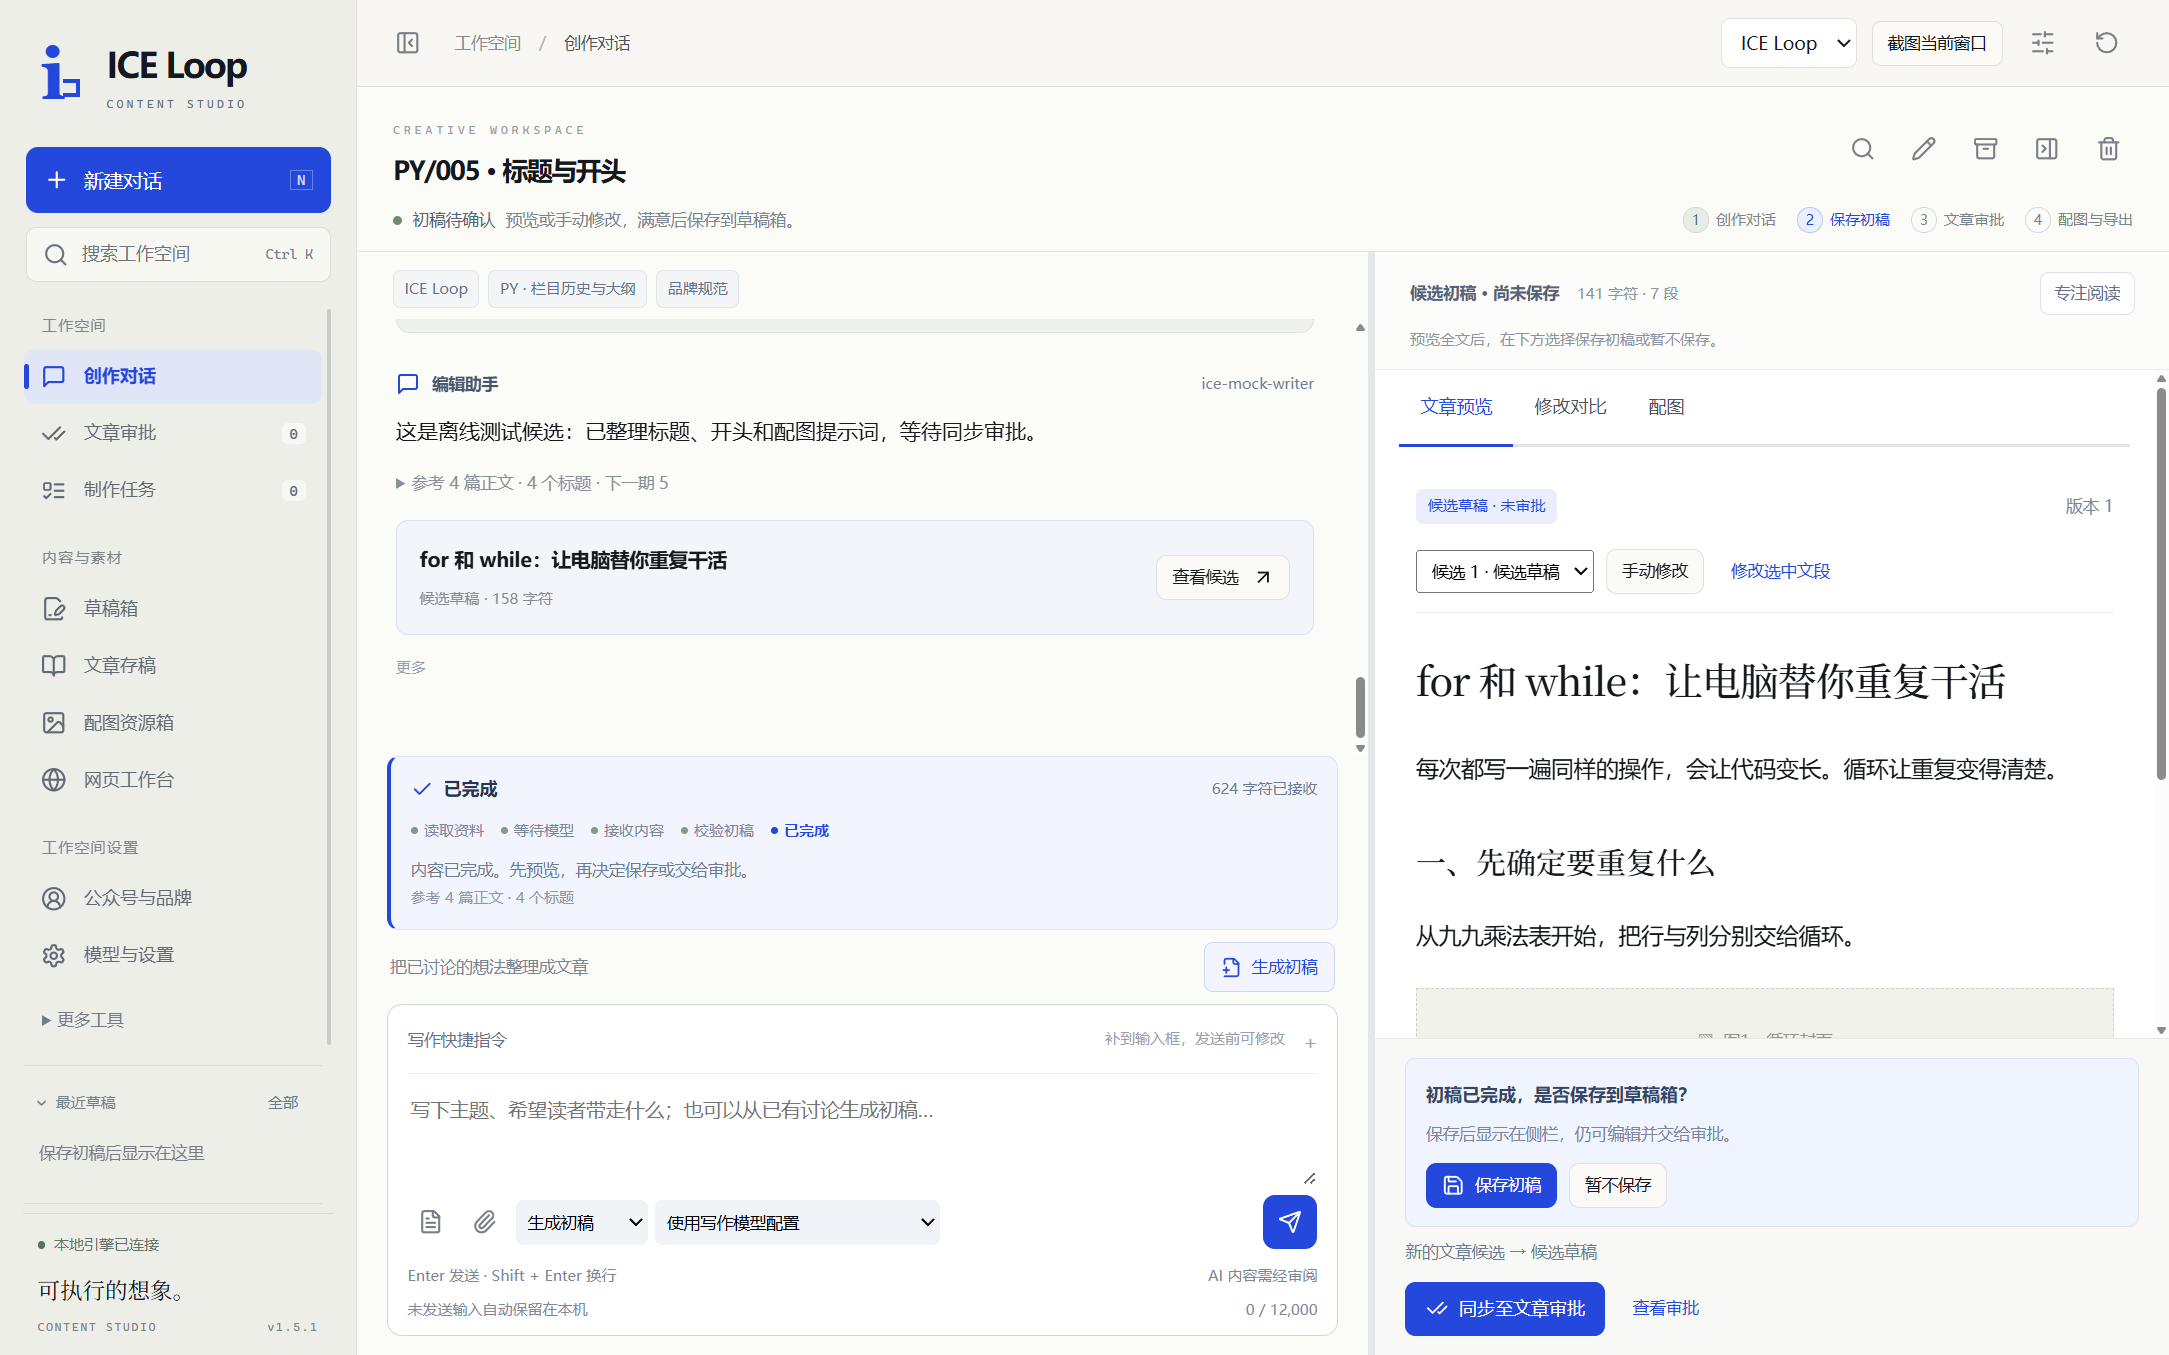 ICE Loop
CONTENT STUDIO
新建对话 N
搜索工作空间 Ctrl K
工作空间
创作对话
文章审批 0
制作任务 0
内容与素材
草稿箱
文章存稿
配图资源箱
网页工作台
工作空间设置
公众号与品牌
模型与设置
更多工具
最近草稿 全部
保存初稿后显示在这里
本地引擎已连接
可执行的想象。
CONTENT STUDIO v1.5.1
工作空间 / 创作对话
ICE Loop 截图当前窗口
CREATIVE WORKSPACE
PY/005 • 标题与开头
初稿待确认 预览或手动修改，满意后保存到草稿箱。
1 创作对话 2 保存初稿 3 文章审批 4 配图与导出
ICE Loop PY · 栏目历史与大纲 品牌规范
编辑助手 ice-mock-writer
这是离线测试候选：已整理标题、开头和配图提示词，等待同步审批。
参考 4 篇正文 · 4 个标题 · 下一期 5
for 和 while：让电脑替你重复干活
候选草稿 · 158 字符
查看候选
更多
已完成 624 字符已接收
读取资料 等待模型 接收内容 校验初稿 已完成
内容已完成。先预览，再决定保存或交给审批。
参考 4 篇正文 · 4 个标题
把已讨论的想法整理成文章 生成初稿
写作快捷指令 补到输入框，发送前可修改 +
写下主题、希望读者带走什么；也可以从已有讨论生成初稿...
生成初稿 使用写作模型配置
Enter 发送 · Shift + Enter 换行 AI 内容需经审阅
未发送输入自动保留在本机 0 / 12,000
候选初稿 • 尚未保存 141 字符 · 7 段 专注阅读
预览全文后，在下方选择保存初稿或暂不保存。
文章预览 修改对比 配图
候选草稿 · 未审批 版本 1
候选 1 · 候选草稿 手动修改 修改选中文段
for 和 while：让电脑替你重复干活
每次都写一遍同样的操作，会让代码变长。循环让重复变得清楚。
一、先确定要重复什么
从九九乘法表开始，把行与列分别交给循环。
初稿已完成，是否保存到草稿箱？
保存后显示在侧栏，仍可编辑并交给审批。
保存初稿 暂不保存
新的文章候选 → 候选草稿
同步至文章审批 查看审批